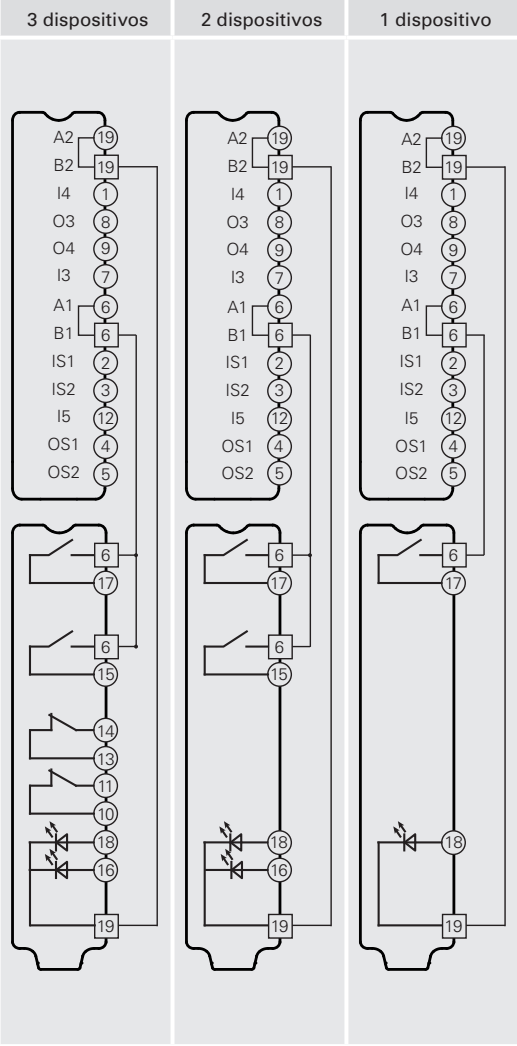 3 dispositivos 2 dispositivos 1 dispositivo
A2 19 A2 19 A2 19
B2 19 B2 19 B2 19
I4 1 I4 1 I4 1
O3 8 O3 8 O3 8
O4 9 O4 9 O4 9
I3 7 I3 7 I3 7
A1 6 A1 6 A1 6
B1 6 B1 6 B1 6
IS1 2 IS1 2 IS1 2
IS2 3 IS2 3 IS2 3
I5 12 I5 12 I5 12
OS1 4 OS1 4 OS1 4
OS2 5 OS2 5 OS2 5
6 6 6
17 17 17
6 6
15 15
14
13
11
10
18 18 18
16 16
19 19 19